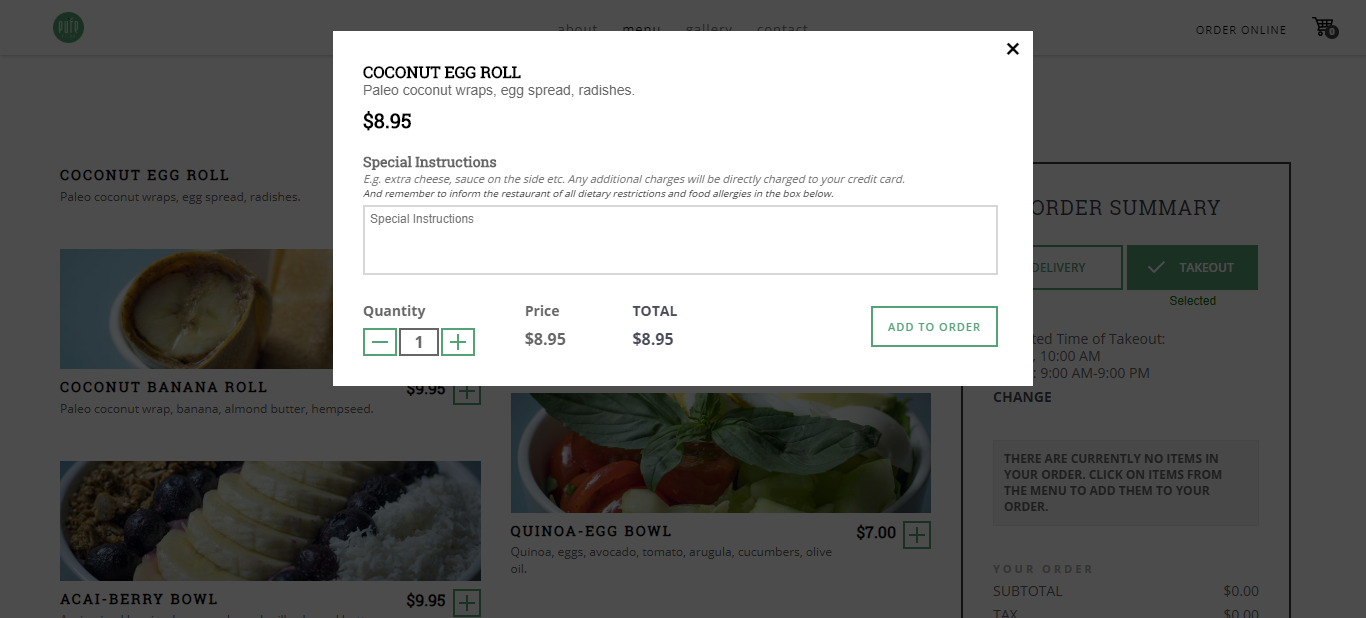 pure
about menu gallery contact
ORDER ONLINE
0
COCONUT EGG ROLL
Paleo coconut wraps, egg spread, radishes.
$8.95
Special Instructions
E.g. extra cheese, sauce on the side etc. Any additional charges will be directly charged to your credit card.
And remember to inform the restaurant of all dietary restrictions and food allergies in the box below.
Special Instructions
Quantity
1
Price
$8.95
TOTAL
$8.95
ADD TO ORDER
COCONUT EGG ROLL
Paleo coconut wraps, egg spread, radishes.
COCONUT BANANA ROLL
$9.95
Paleo coconut wrap, banana, almond butter, hempseed.
ACAI-BERRY BOWL
$9.95
QUINOA-EGG BOWL
$7.00
Quinoa, eggs, avocado, tomato, arugula, cucumbers, olive
oil.
ORDER SUMMARY
DELIVERY
TAKEOUT
Selected
Time of Takeout:
10:00 AM
9:00 AM-9:00 PM
CHANGE
THERE ARE CURRENTLY NO ITEMS IN
YOUR ORDER. CLICK ON ITEMS FROM
THE MENU TO ADD THEM TO YOUR
ORDER.
YOUR ORDER
SUBTOTAL
$0.00
TAX
$0.00